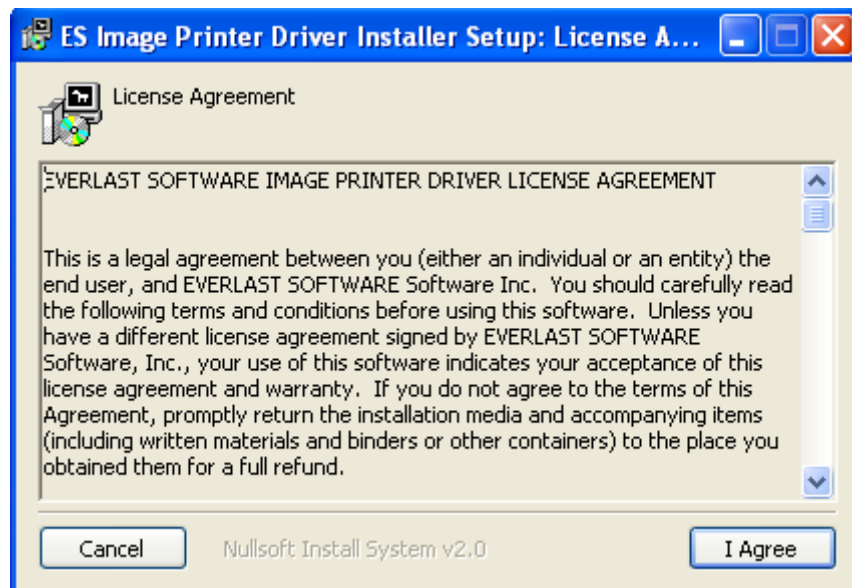 ES Image Printer Driver Installer Setup: License A...
License Agreement
EVERLAST SOFTWARE IMAGE PRINTER DRIVER LICENSE AGREEMENT
This is a legal agreement between you (either an individual or an entity) the
end user, and EVERLAST SOFTWARE Software Inc.  You should carefully read
the following terms and conditions before using this software.  Unless you
have a different license agreement signed by EVERLAST SOFTWARE
Software, Inc., your use of this software indicates your acceptance of this
license agreement and warranty.  If you do not agree to the terms of this
Agreement, promptly return the installation media and accompanying items
(including written materials and binders or other containers) to the place you
obtained them for a full refund.
Cancel Nullsoft Install System v2.0 I Agree